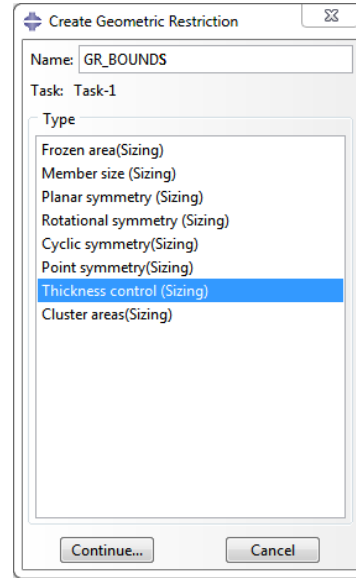 Create Geometric Restriction
Name: GR_BOUNDS
Task: Task-1
Type
Frozen area(Sizing)
Member size (Sizing)
Planar symmetry (Sizing)
Rotational symmetry (Sizing)
Cyclic symmetry(Sizing)
Point symmetry(Sizing)
Thickness control (Sizing)
Cluster areas(Sizing)
Continue... Cancel